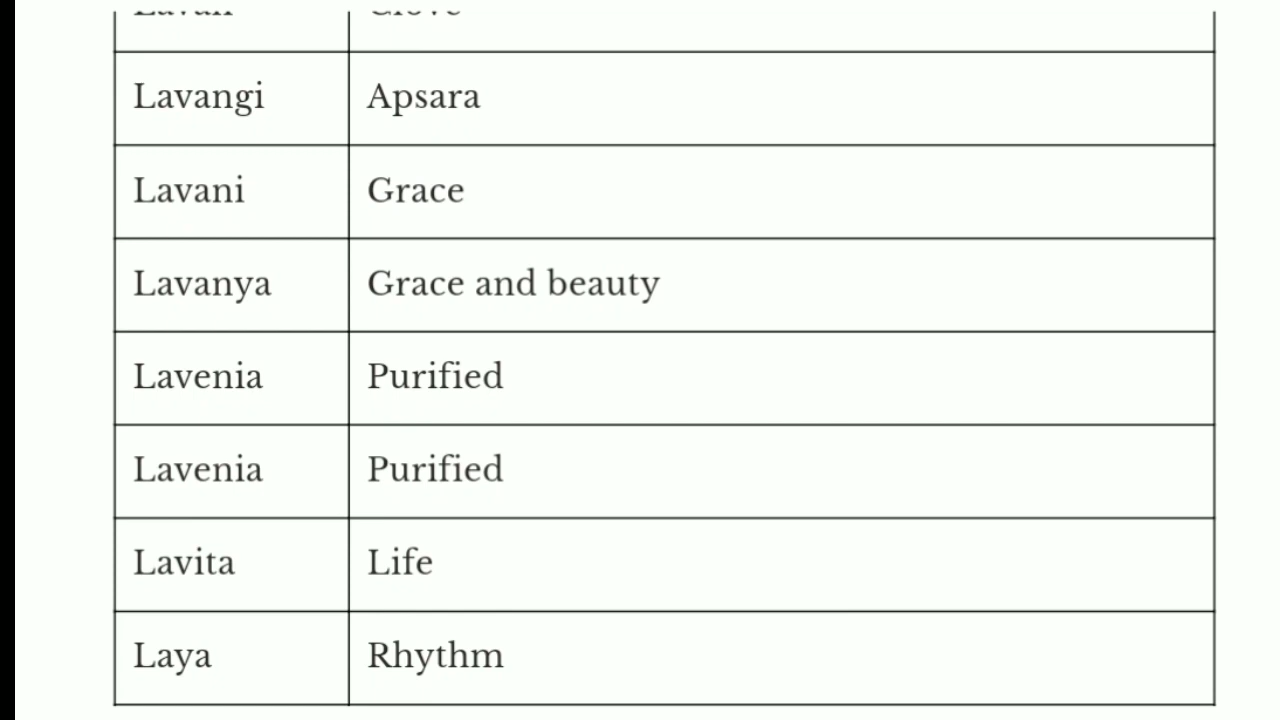 Lavangi Apsara
Lavani Grace
Lavanya Grace and beauty
Lavenia Purified
Lavenia Purified
Lavita Life
Laya Rhythm